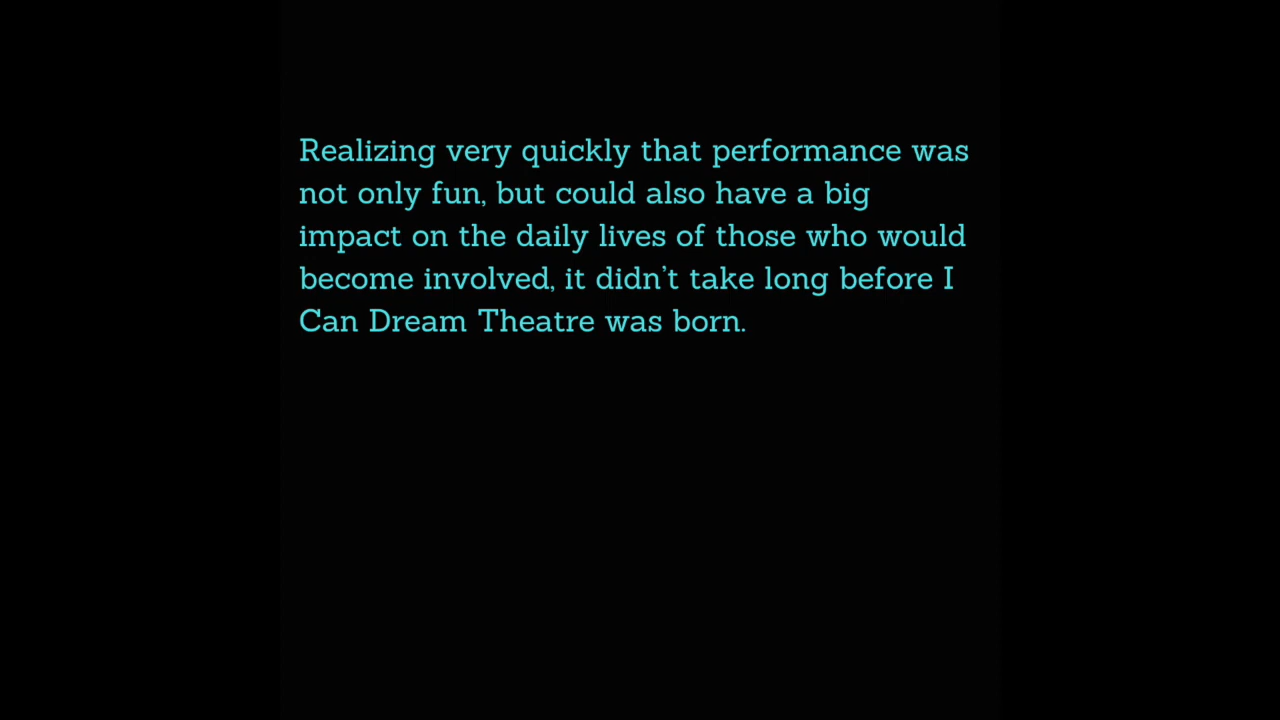 Realizing very quickly that performance was
not only fun, but could also have a big
impact on the daily lives of those who would
become involved, it didn’t take long before I
Can Dream Theatre was born.